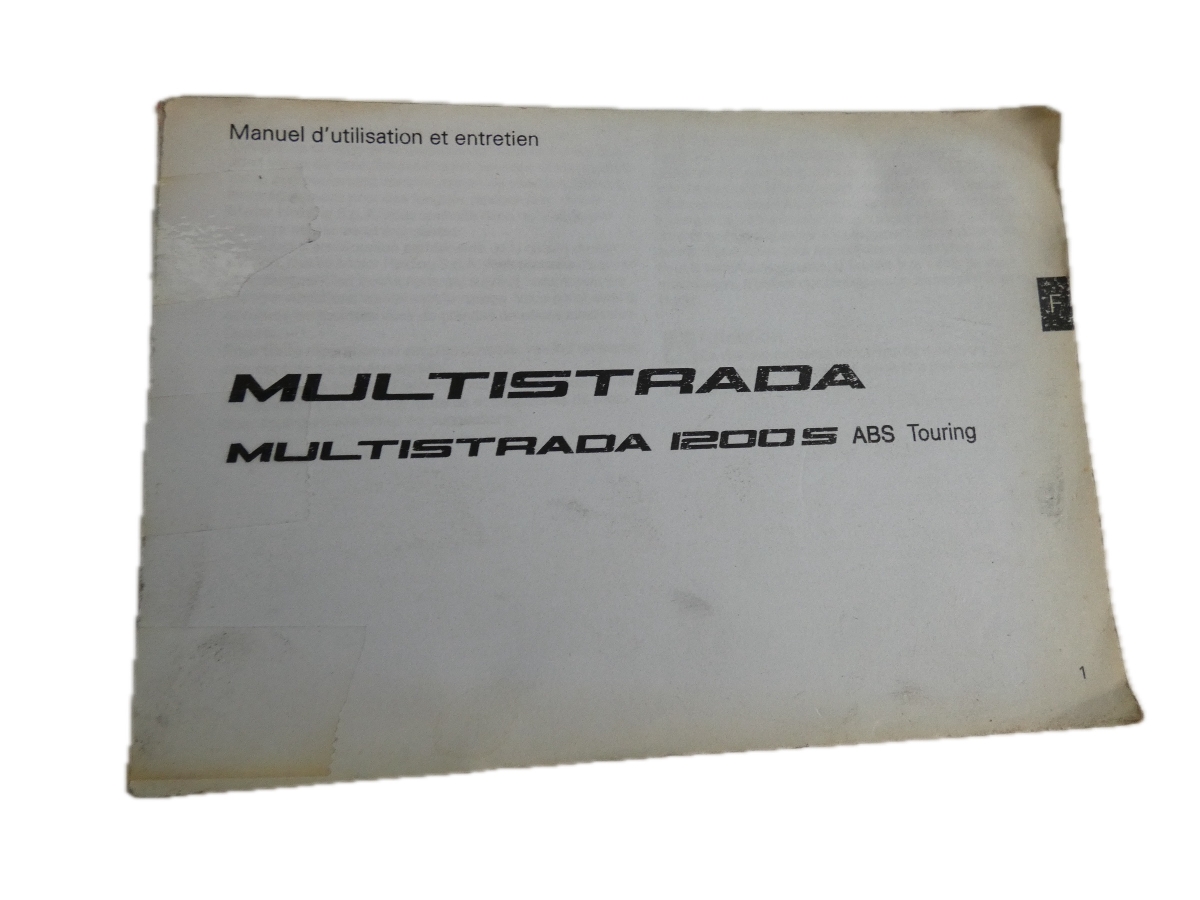 Manuel d'utilisation et entretien
F
MULTISTRADA
MULTISTRADA 1200S ABS Touring
1